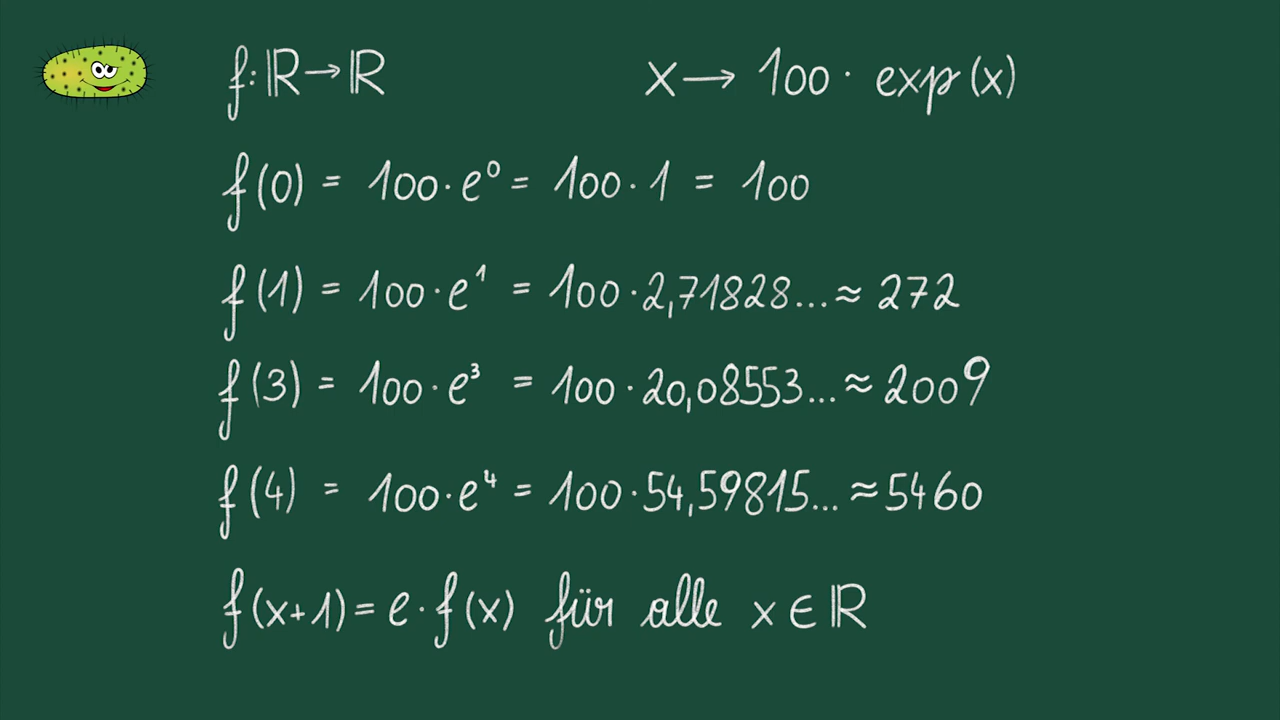 f: ℝ → ℝ x → 100 · exp(x)
f(0) = 100 · e⁰ = 100 · 1 = 100
f(1) = 100 · e¹ = 100 · 2,71828... ≈ 272
f(3) = 100 · e³ = 100 · 20,08553... ≈ 2009
f(4) = 100 · e⁴ = 100 · 54,59815... ≈ 5460
f(x+1) = e · f(x) für alle x ∈ ℝ